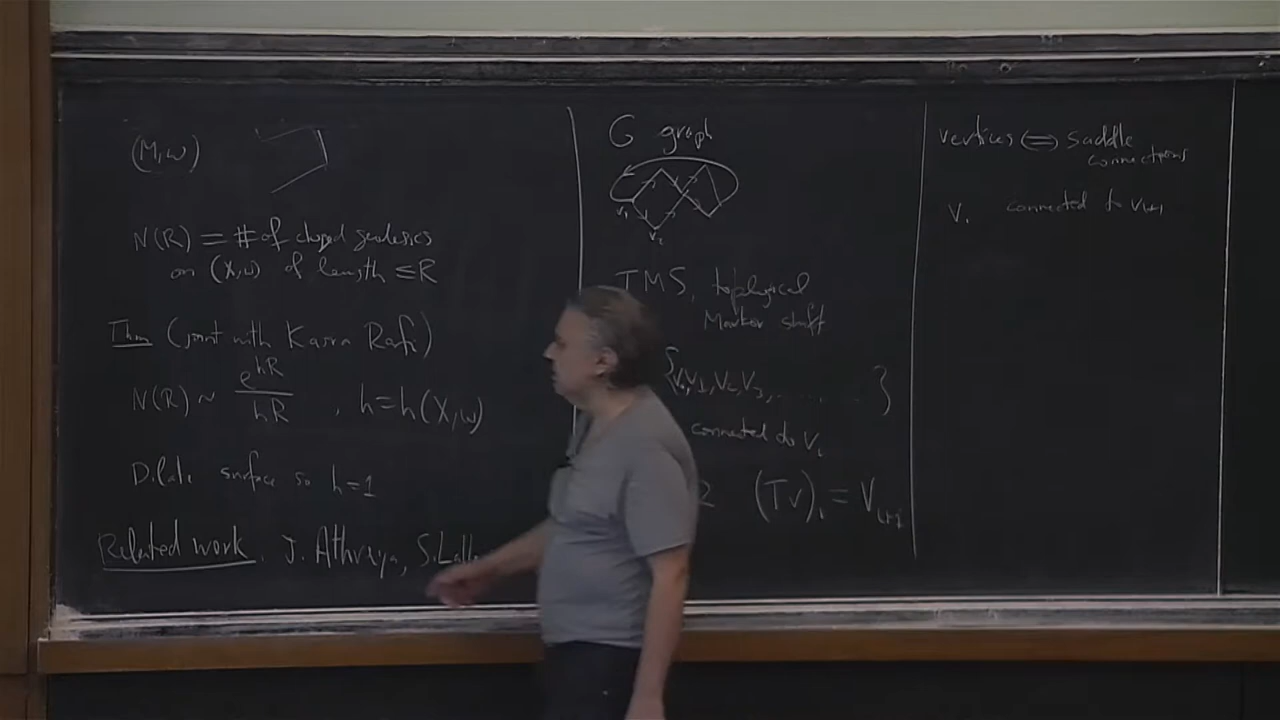 (M,ω)
N(R) = # of closed geodesics
on (X,ω) of length ≤R
Thm (joint with Kasra Rafi)
N(R) ~ e^{hR} / hR , h=h(X,ω)
Dilate surface so h=1
Related work. J. Athreya, S. Lall
G graph
V₁
V₂
TMS, topological
Markov shift
{V₀,V₁,V₂,V₃, ....... }
connected to V₂
(Tv)ᵢ = Vᵢ₊₁
vertices ⟺ saddle
connections
Vᵢ connected to Vᵢ₊₁